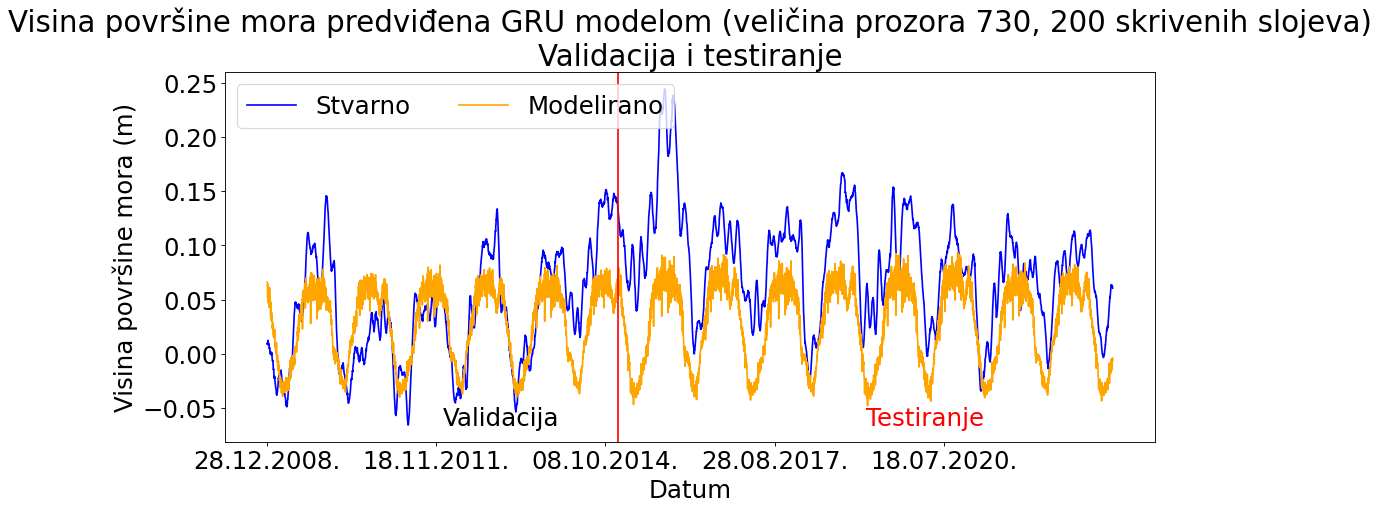 Visina površine mora predviđena GRU modelom (veličina prozora 730, 200 skrivenih slojeva)
Validacija i testiranje
Stvarno
Modelirano
Visina površine mora (m)
0.25
0.20
0.15
0.10
0.05
0.00
−0.05
Validacija
Testiranje
28.12.2008.
18.11.2011.
08.10.2014.
28.08.2017.
18.07.2020.
Datum